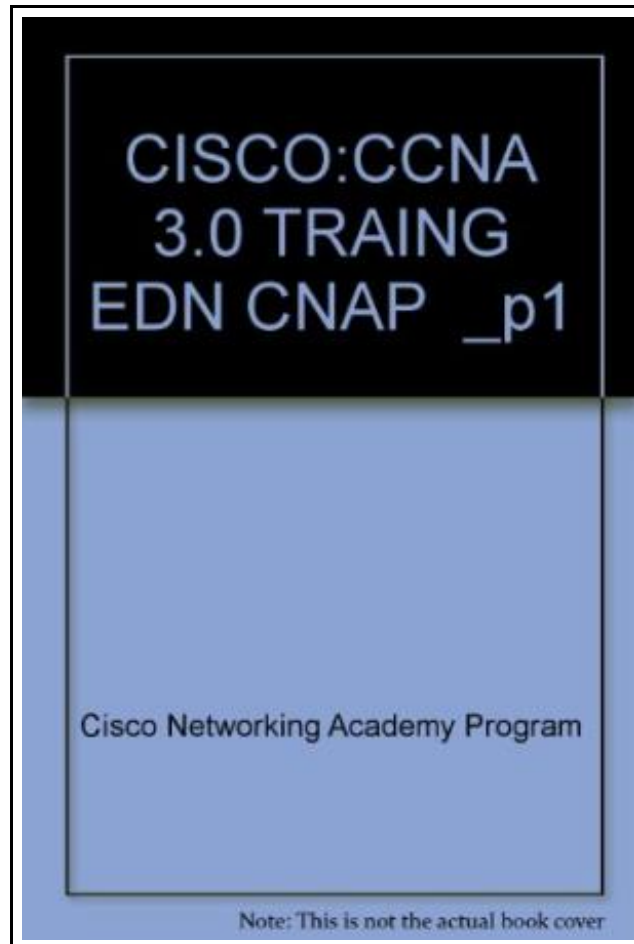 CISCO:CCNA
3.0 TRAING
EDN CNAP _p1
Cisco Networking Academy Program
Note: This is not the actual book cover